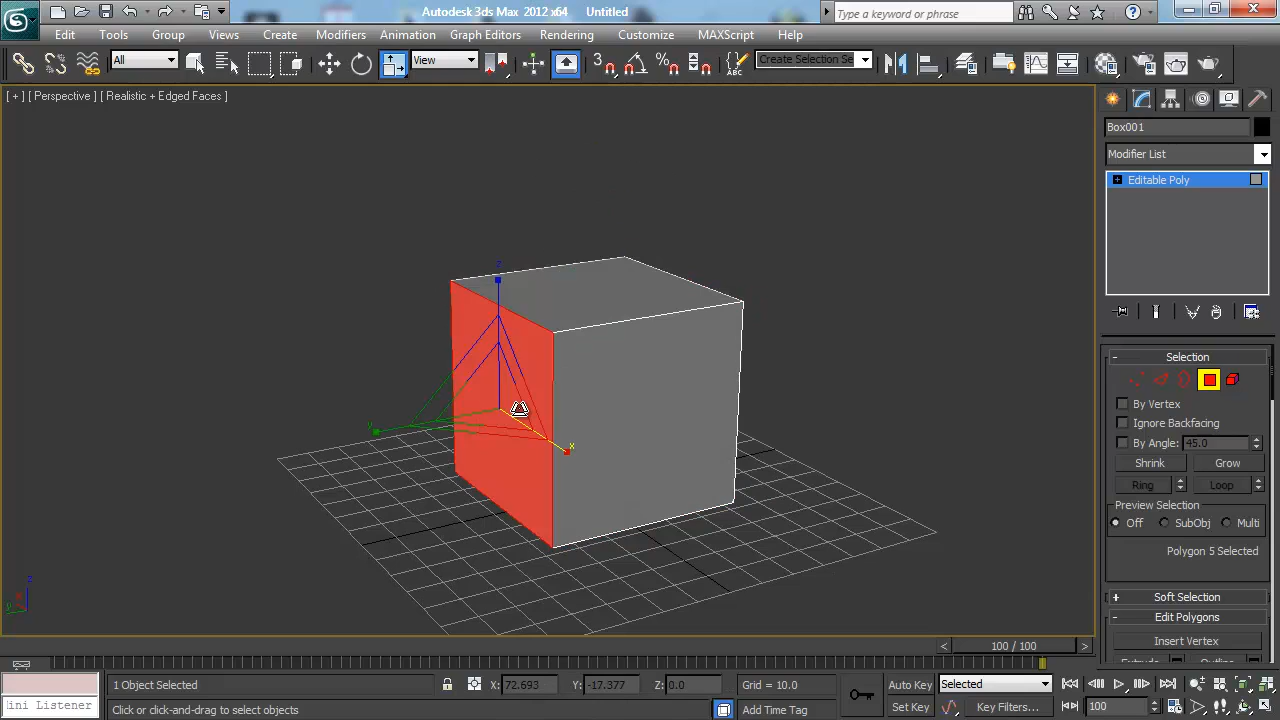 Autodesk 3ds Max 2012 x64 Untitled
Type a keyword or phrase
Edit Tools Group Views Create Modifiers Animation Graph Editors Rendering Customize MAXScript Help
All View Create Selection Se
[ + ] [ Perspective ] [ Realistic + Edged Faces ]
Box001
Modifier List
Editable Poly
z
y
x
Selection
By Vertex
Ignore Backfacing
By Angle: 45.0
Shrink Grow
Ring Loop
Preview Selection
Off SubObj Multi
Polygon 5 Selected
Soft Selection
Edit Polygons
Insert Vertex
z
y
100 / 100
1 Object Selected X: 72.693 Y: -17.377 Z: 0.0 Grid = 10.0 Auto Key Selected
ini Listener Click or click-and-drag to select objects Add Time Tag Set Key Key Filters... 100